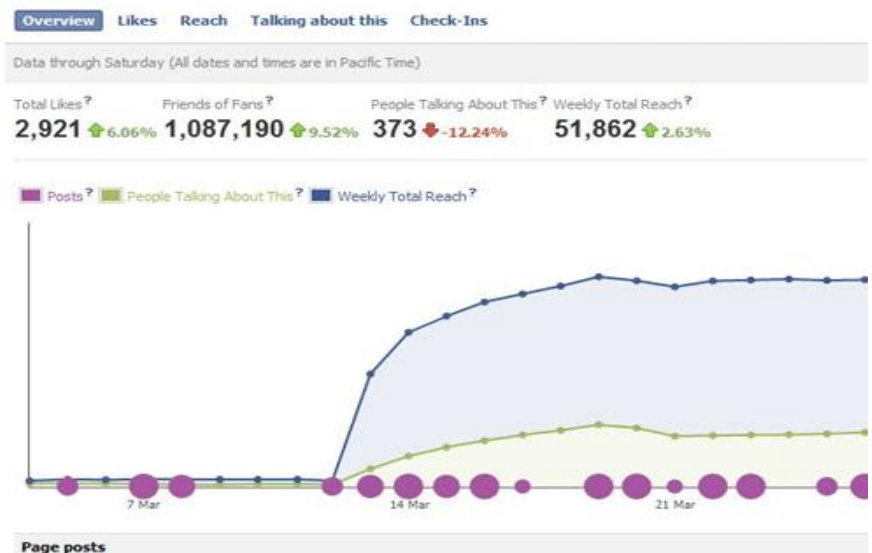 Overview Likes Reach Talking about this Check-Ins
Data through Saturday (All dates and times are in Pacific Time)
Total Likes? Friends of Fans? People Talking About This? Weekly Total Reach?
2,921 6.06% 1,087,190 9.52% 373 -12.24% 51,862 2.63%
Posts? People Talking About This? Weekly Total Reach?
7 Mar 14 Mar 21 Mar
Page posts